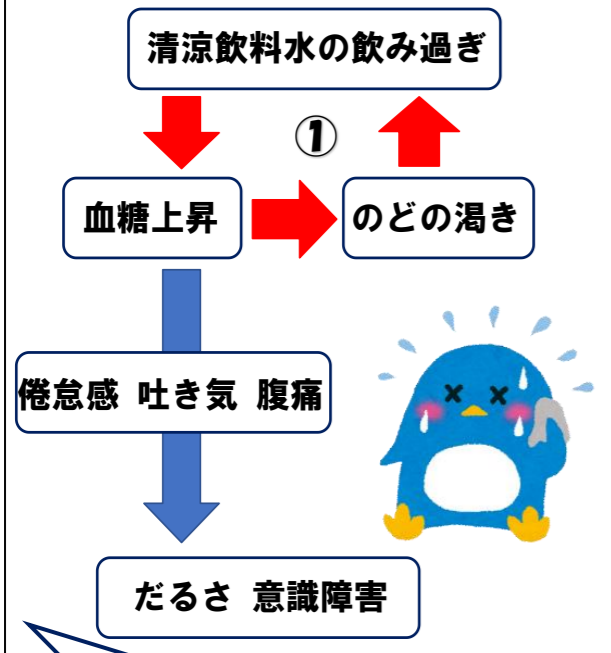 清涼飲料水の飲み過ぎ
①
血糖上昇
のどの渇き
倦怠感 吐き気 腹痛
だるさ 意識障害